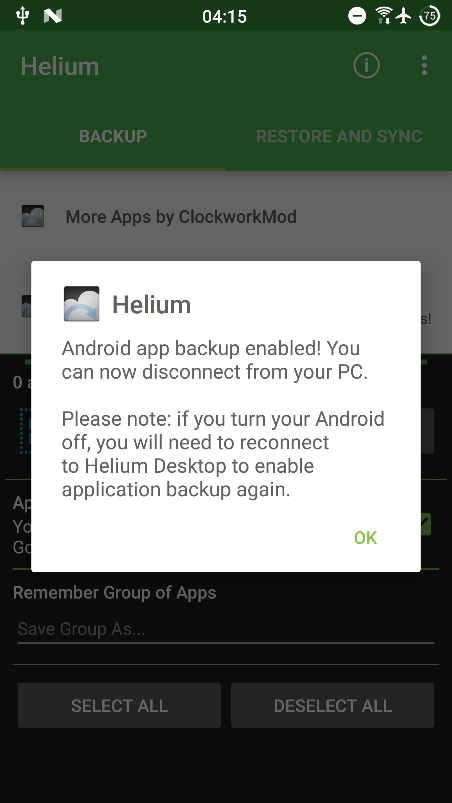 04:15
75
Helium
BACKUP
RESTORE AND SYNC
More Apps by ClockworkMod
s!
Helium
Android app backup enabled! You
can now disconnect from your PC.
Please note: if you turn your Android
off, you will need to reconnect
to Helium Desktop to enable
application backup again.
OK
0 a
Ap
Yo
Go
Remember Group of Apps
Save Group As...
SELECT ALL
DESELECT ALL